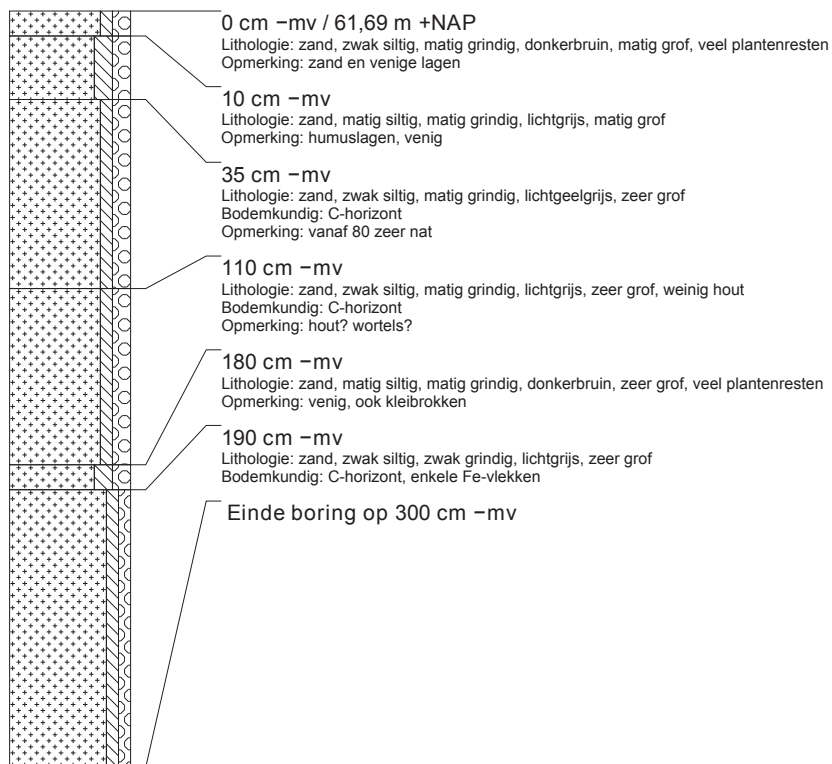 0 cm −mv / 61,69 m +NAP
Lithologie: zand, zwak siltig, matig grindig, donkerbruin, matig grof, veel plantenresten
Opmerking: zand en venige lagen
10 cm −mv
Lithologie: zand, matig siltig, matig grindig, lichtgrijs, matig grof
Opmerking: humuslagen, venig
35 cm −mv
Lithologie: zand, zwak siltig, matig grindig, lichtgeelgrijs, zeer grof
Bodemkundig: C-horizont
Opmerking: vanaf 80 zeer nat
110 cm −mv
Lithologie: zand, zwak siltig, matig grindig, lichtgrijs, zeer grof, weinig hout
Bodemkundig: C-horizont
Opmerking: hout? wortels?
180 cm −mv
Lithologie: zand, matig siltig, matig grindig, donkerbruin, zeer grof, veel plantenresten
Opmerking: venig, ook kleibrokken
190 cm −mv
Lithologie: zand, zwak siltig, zwak grindig, lichtgrijs, zeer grof
Bodemkundig: C-horizont, enkele Fe-vlekken
Einde boring op 300 cm −mv